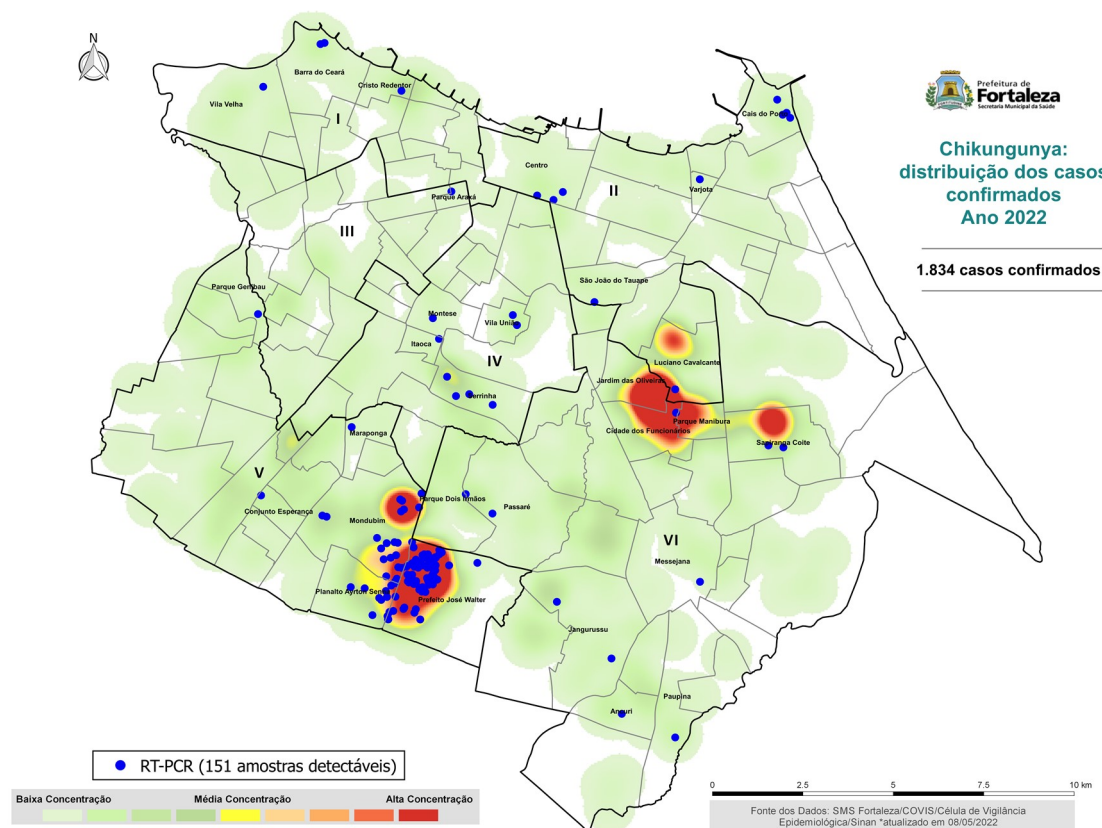 N
Prefeitura de
Fortaleza
Secretaria Municipal da Saúde
Chikungunya:
distribuição dos casos
confirmados
Ano 2022
1.834 casos confirmados
Barra do Ceará
Cristo Redentor
Vila Velha
I
Cais do Po
Centro
II
Varjota
Parque Araxá
III
São João do Tauape
Parque Genibau
Montese
Vila União
Itaoca
IV
Luciano Cavalcante
Jardim das Oliveiras
Serrinha
Parque Manibura
Cidade dos Funcionários
Maraponga
Sapiranga Coite
V
Parque Dois Irmãos
Conjunto Esperança
Passaré
Mondubim
VI
Messejana
Planalto Ayrton Senna
Prefeito José Walter
Jangurussu
Paupina
Ancuri
RT-PCR (151 amostras detectáveis)
Baixa Concentração Média Concentração Alta Concentração
0 2.5 5 7.5 10 km
Fonte dos Dados: SMS Fortaleza/COVIS/Célula de Vigilância
Epidemiológica/Sinan *atualizado em 08/05/2022